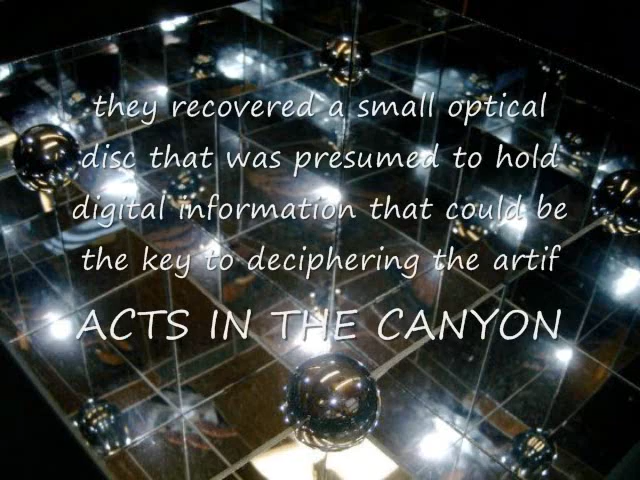 they recovered a small optical
disc that was presumed to hold
digital information that could be
the key to deciphering the artif
ACTS IN THE CANYON